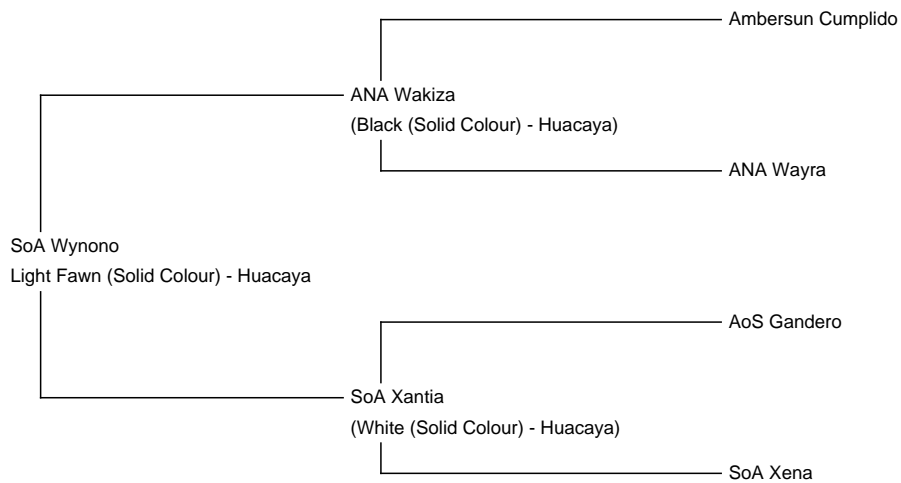 Ambersun Cumplido
ANA Wakiza
(Black (Solid Colour) - Huacaya)
ANA Wayra
SoA Wynono
Light Fawn (Solid Colour) - Huacaya
AoS Gandero
SoA Xantia
(White (Solid Colour) - Huacaya)
SoA Xena